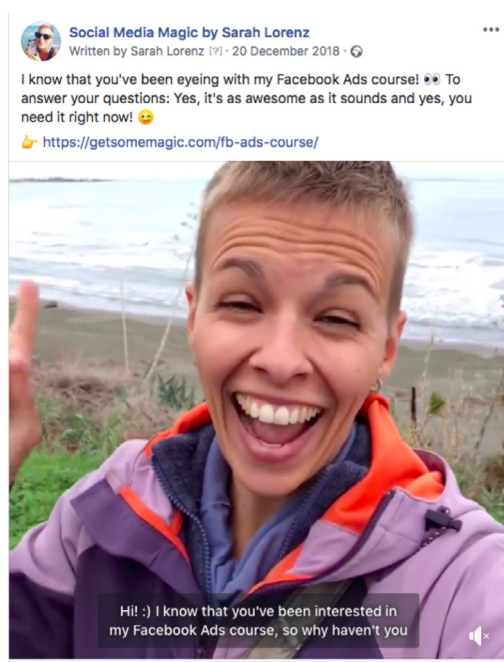 Social Media Magic by Sarah Lorenz
Written by Sarah Lorenz [?] · 20 December 2018 ·
I know that you've been eyeing with my Facebook Ads course! 👀 To
answer your questions: Yes, it's as awesome as it sounds and yes, you
need it right now! 😉
👉 https://getsomemagic.com/fb-ads-course/
Hi! :) I know that you've been interested in
my Facebook Ads course, so why haven't you